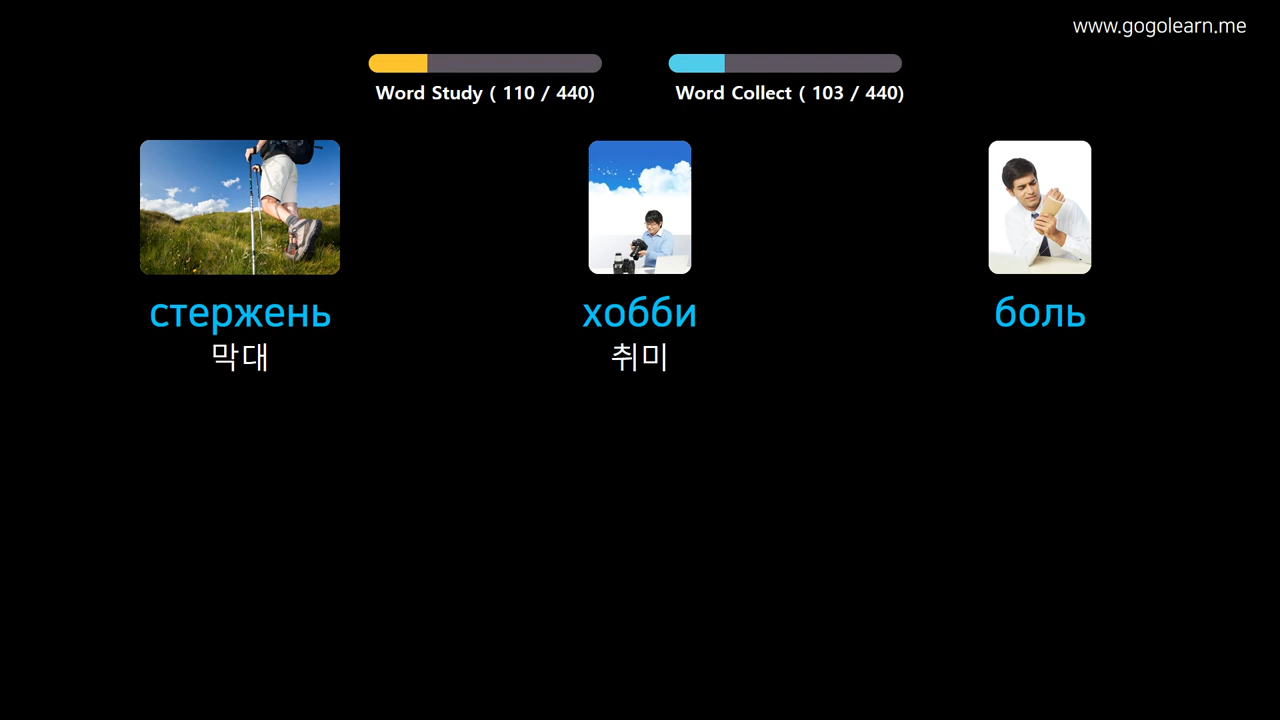 www.gogolearn.me
Word Study ( 110 / 440)
Word Collect ( 103 / 440)
стержень
막대
хобби
취미
боль